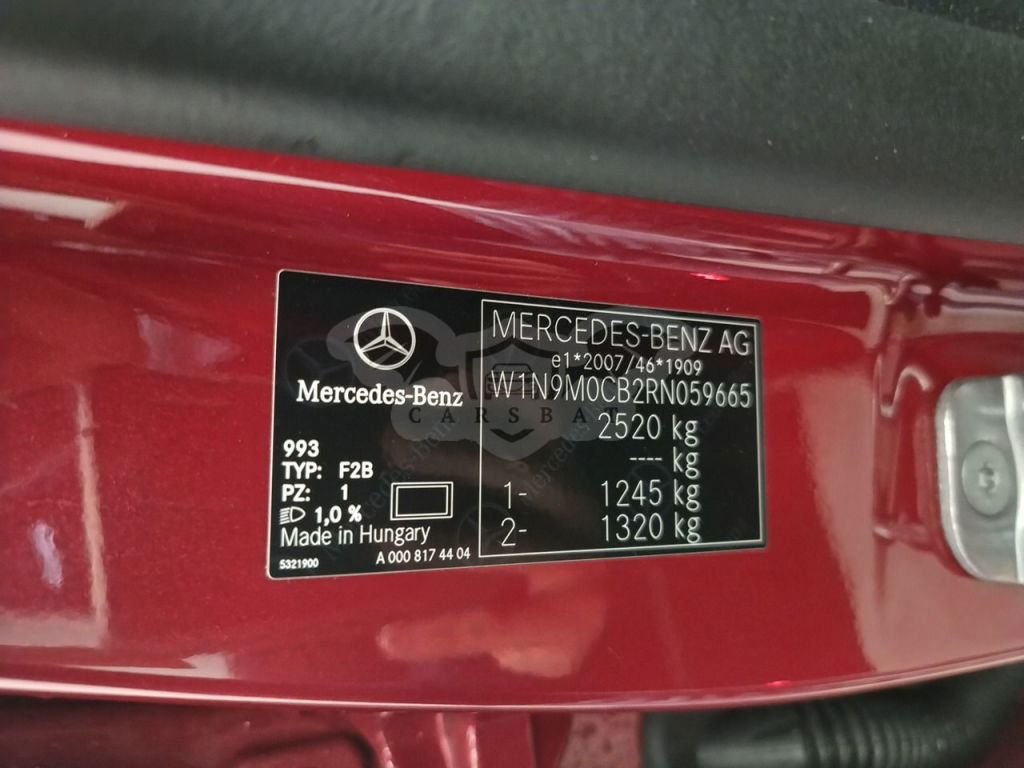 Mercedes-Benz
993
TYP: F2B
PZ: 1
1,0 %
Made in Hungary
5321900
A 000 817 44 04
MERCEDES-BENZ AG
e1*2007/46*1909
W1N9M0CB2RN059665
2520 kg
---- kg
1- 1245 kg
2- 1320 kg
CARSBAT